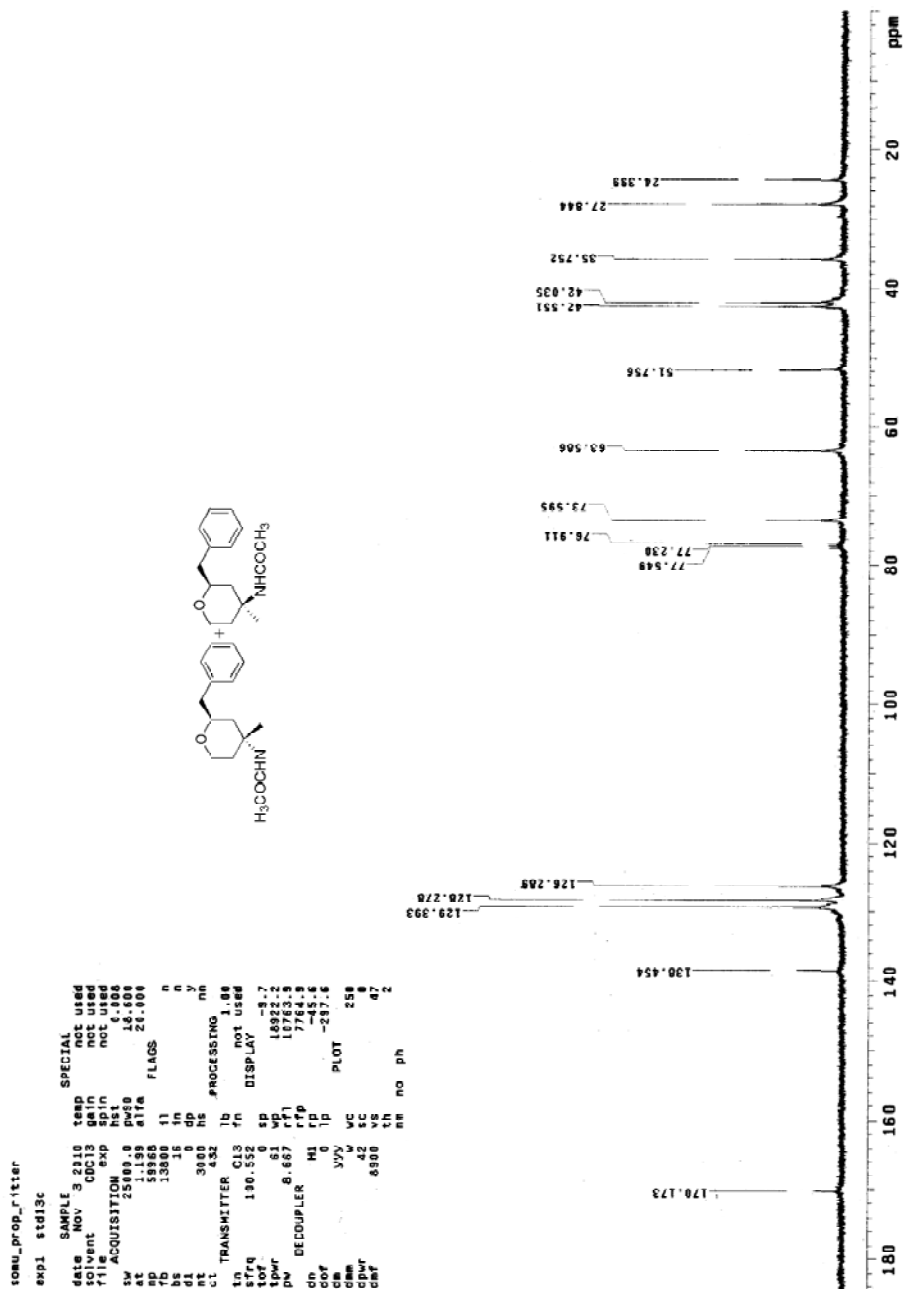 somu_prop_ritter
exp1 std13c
SAMPLE
date Nov 3 2010
solvent CDCl3
file exp
ACQUISITION
sw 25000.0
at 1.199
np 59968
fb 13800
bs 16
d1 0
nt 3000
ct 432
TRANSMITTER
tn C13
sfrq 100.552
tof 0
tpwr 61
pw 8.667
DECOUPLER
dn H1
dof 0
dm yyy
dmm w
dpwr 42
dmf 8900
SPECIAL
temp not used
gain not used
spin not used
hst 0.008
pw90 18.600
alfa 20.000
FLAGS
il n
in n
dp y
hs nn
PROCESSING
lb 1.00
fn not used
DISPLAY
sp -9.7
wp 18922.2
rfl 10763.9
rfp 7764.9
rp -45.6
lp -297.6
PLOT
wc 250
sc 0
vs 47
th 2
nm no ph
H₃COCHN
O
+
O
NHCOCH₃
170.173
138.454
129.393
128.278
126.289
77.549
77.230
76.911
73.595
63.586
51.756
42.551
42.035
35.752
27.844
24.399
180 160 140 120 100 80 60 40 20 ppm